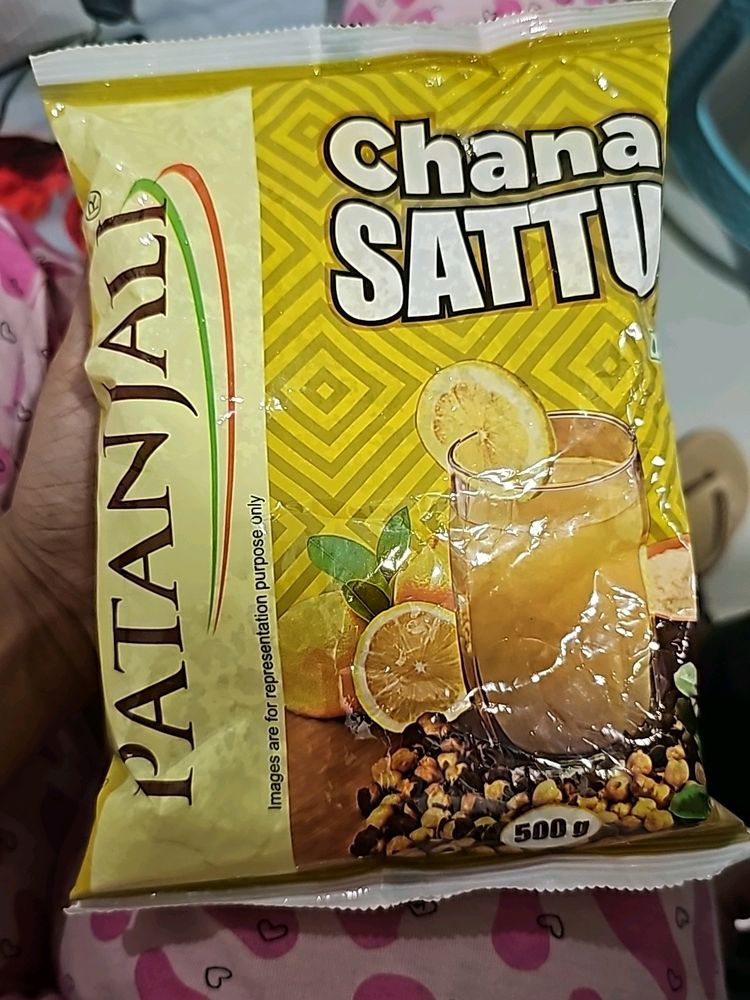 PATANJALI®
Chana
SATTU
Images are for representation purpose only
500 g